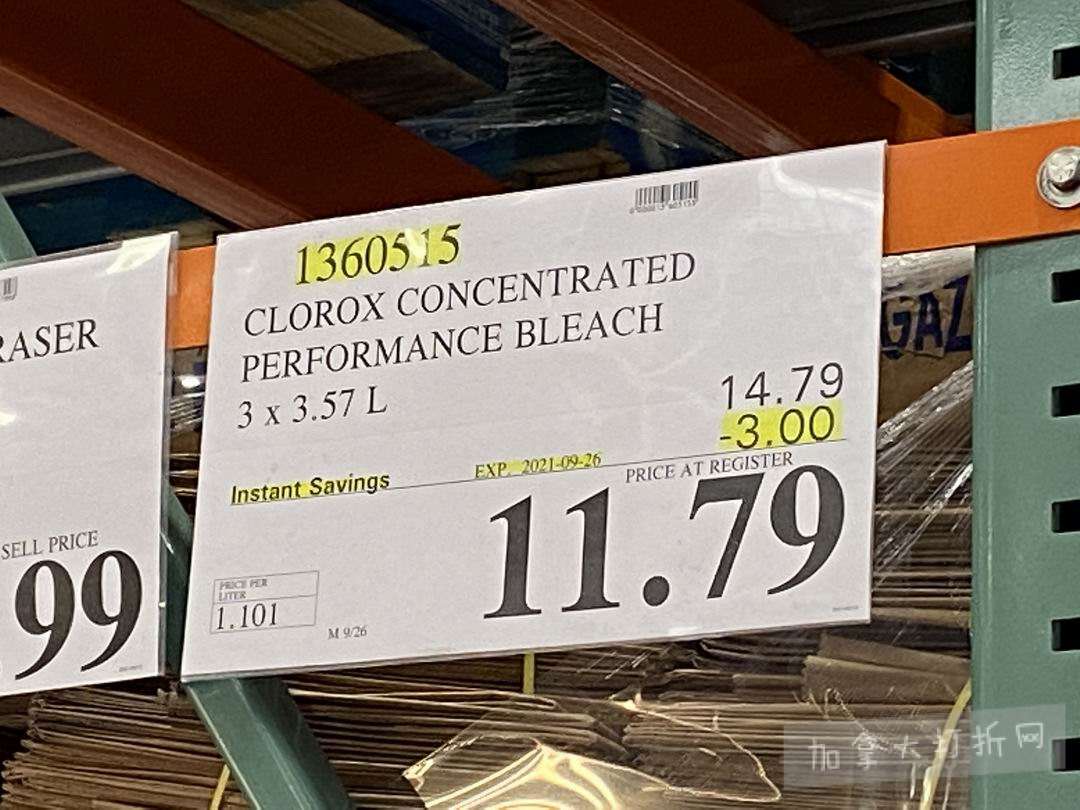 1360515
CLOROX CONCENTRATED
PERFORMANCE BLEACH
3 x 3.57 L
14.79
-3.00
Instant Savings
EXP. 2021-09-26
PRICE AT REGISTER
11.79
PRICE PER
LITER
1.101
M 9/26
RASER
SELL PRICE
.99
GAZ
加拿大打折网